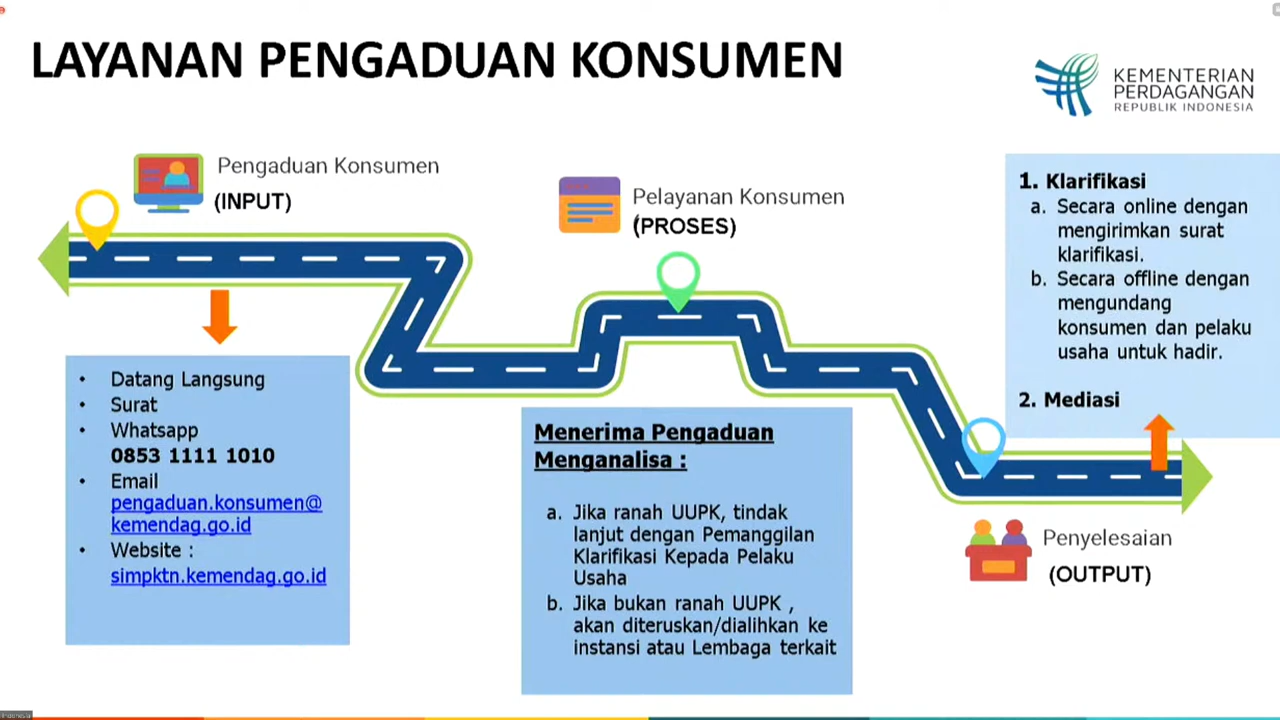 LAYANAN PENGADUAN KONSUMEN
KEMENTERIAN
PERDAGANGAN
REPUBLIK INDONESIA
Pengaduan Konsumen
(INPUT)
• Datang Langsung
• Surat
• Whatsapp
0853 1111 1010
• Email
pengaduan.konsumen@
kemendag.go.id
• Website :
simpktn.kemendag.go.id
Pelayanan Konsumen
(PROSES)
Menerima Pengaduan
Menganalisa :
a. Jika ranah UUPK, tindak
lanjut dengan Pemanggilan
Klarifikasi Kepada Pelaku
Usaha
b. Jika bukan ranah UUPK ,
akan diteruskan/dialihkan ke
instansi atau Lembaga terkait
1. Klarifikasi
a. Secara online dengan
mengirimkan surat
klarifikasi.
b. Secara offline dengan
mengundang
konsumen dan pelaku
usaha untuk hadir.
2. Mediasi
Penyelesaian
(OUTPUT)
Indonesia